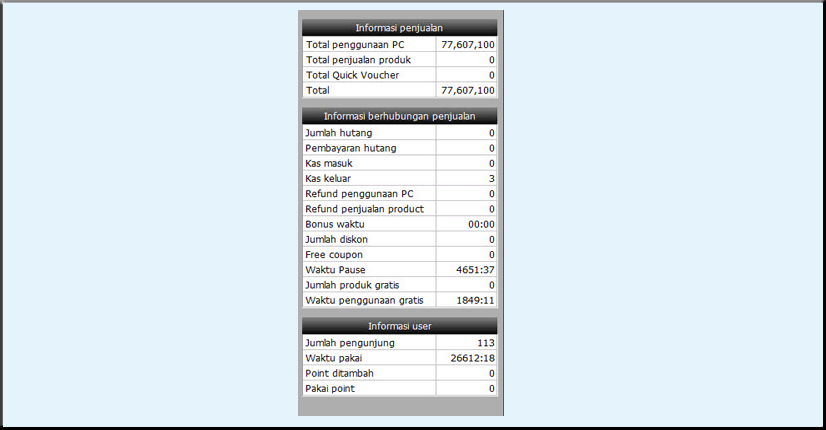 Informasi penjualan
Total penggunaan PC 77,607,100
Total penjualan produk 0
Total Quick Voucher 0
Total 77,607,100
Informasi berhubungan penjualan
Jumlah hutang 0
Pembayaran hutang 0
Kas masuk 0
Kas keluar 3
Refund penggunaan PC 0
Refund penjualan product 0
Bonus waktu 00:00
Jumlah diskon 0
Free coupon 0
Waktu Pause 4651:37
Jumlah produk gratis 0
Waktu penggunaan gratis 1849:11
Informasi user
Jumlah pengunjung 113
Waktu pakai 26612:18
Point ditambah 0
Pakai point 0